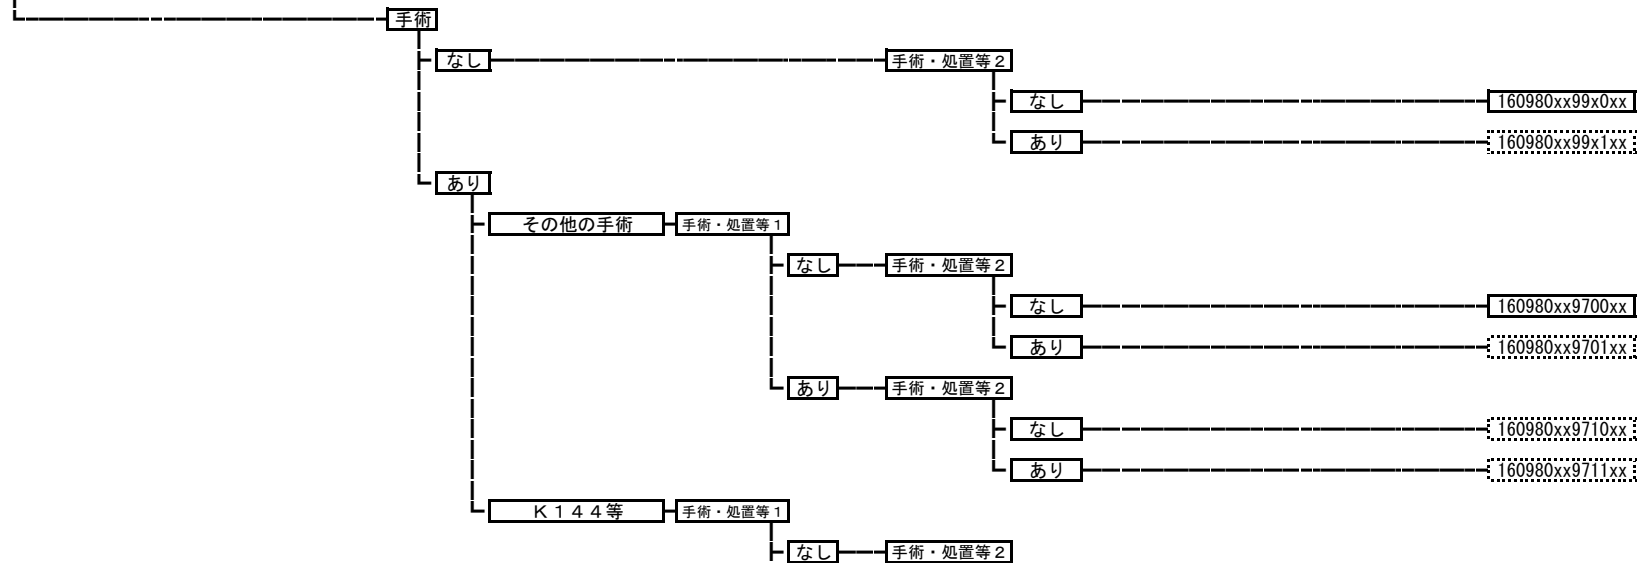 手術
なし 手術・処置等2
なし 160980xx99x0xx
あり 160980xx99x1xx
あり
その他の手術 手術・処置等1
なし 手術・処置等2
なし 160980xx9700xx
あり 160980xx9701xx
あり 手術・処置等2
なし 160980xx9710xx
あり 160980xx9711xx
K144等 手術・処置等1
なし 手術・処置等2